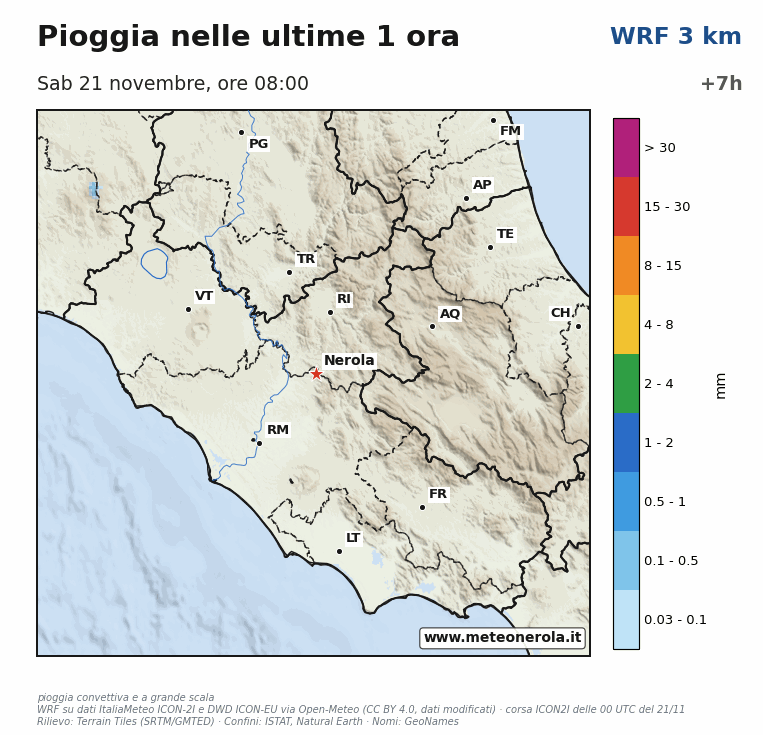 Pioggia nelle ultime 1 ora
WRF 3 km
Sab 21 novembre, ore 08:00
+7h
FM
PG
AP
TE
TR
VT
RI
AQ
CH
Nerola
RM
FR
LT
www.meteonerola.it
> 30
15 - 30
8 - 15
4 - 8
2 - 4
1 - 2
0.5 - 1
0.1 - 0.5
0.03 - 0.1
mm
pioggia convettiva e a grande scala
WRF su dati ItaliaMeteo ICON-2I e DWD ICON-EU via Open-Meteo (CC BY 4.0, dati modificati) · corsa ICON2I delle 00 UTC del 21/11
Rilievo: Terrain Tiles (SRTM/GMTED) · Confini: ISTAT, Natural Earth · Nomi: GeoNames